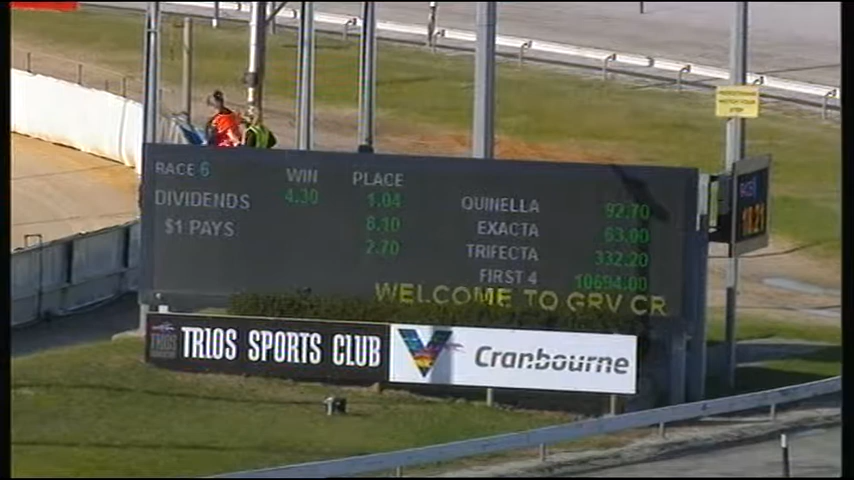 RACE 6 WIN PLACE
DIVIDENDS 4.30 1.04 QUINELLA 92.70
$1 PAYS 8.10 EXACTA 63.00
2.70 TRIFECTA 332.20
FIRST 4 10694.00
WELCOME TO GRV CR
TRIOS SPORTS CLUB
Cranbourne